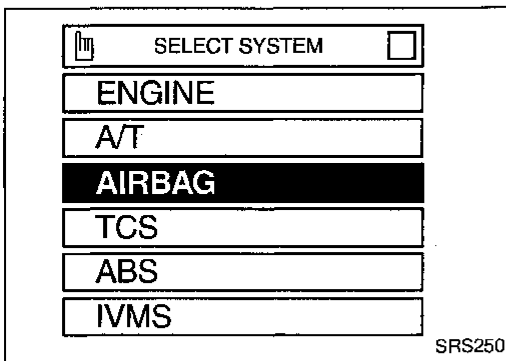 SELECT SYSTEM
ENGINE
A/T
AIRBAG
TCS
ABS
IVMS
SRS250